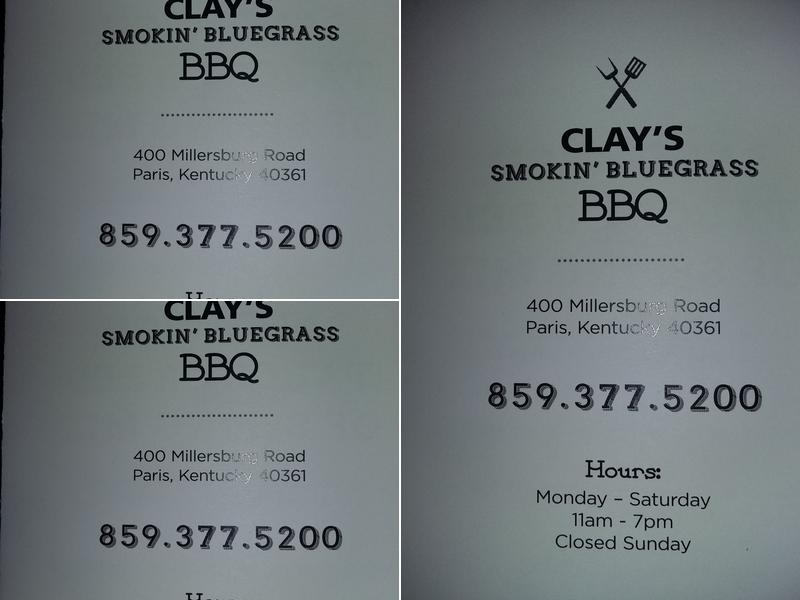 CLAY'S
SMOKIN' BLUEGRASS
BBQ
400 Millersburg Road
Paris, Kentucky 40361
859.377.5200
CLAY'S
SMOKIN' BLUEGRASS
BBQ
400 Millersburg Road
Paris, Kentucky 40361
859.377.5200
CLAY'S
SMOKIN' BLUEGRASS
BBQ
400 Millersburg Road
Paris, Kentucky 40361
859.377.5200
Hours:
Monday – Saturday
11am - 7pm
Closed Sunday